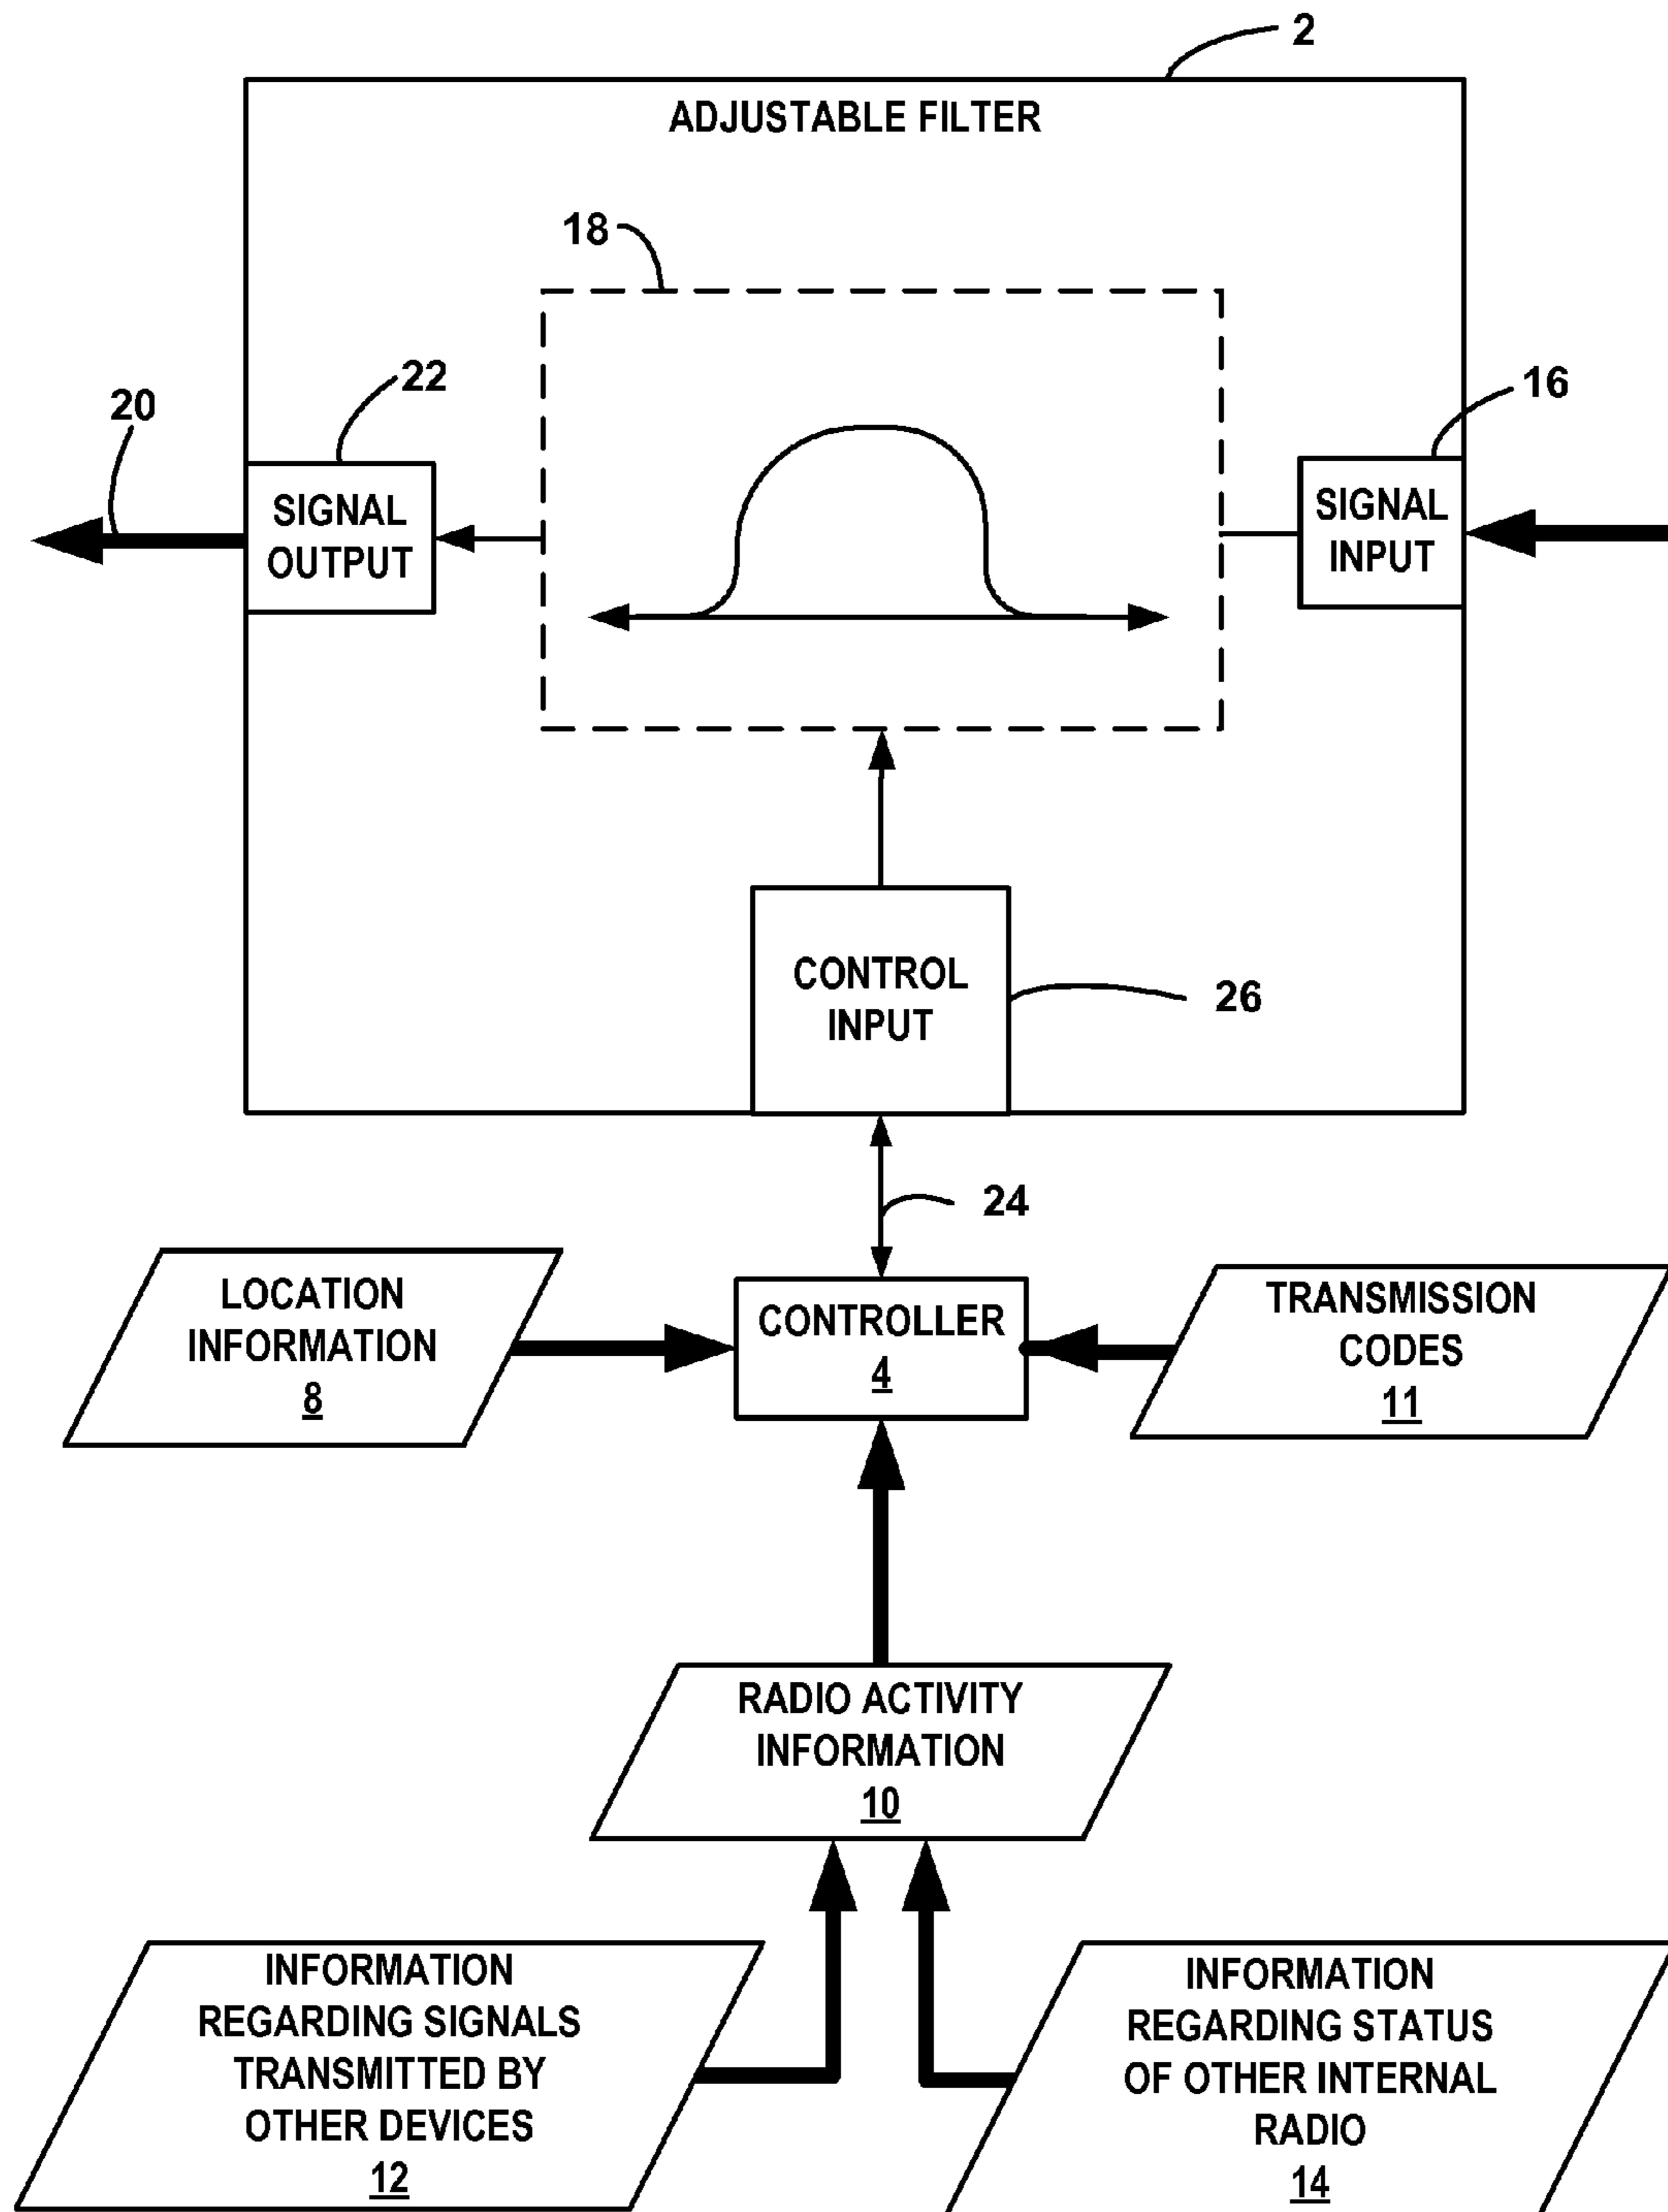 2
ADJUSTABLE FILTER
18
22
16
20
SIGNAL
OUTPUT
SIGNAL
INPUT
CONTROL
INPUT
26
24
LOCATION
INFORMATION
8
CONTROLLER
4
TRANSMISSION
CODES
11
RADIO ACTIVITY
INFORMATION
10
INFORMATION
REGARDING SIGNALS
TRANSMITTED BY
OTHER DEVICES
12
INFORMATION
REGARDING STATUS
OF OTHER INTERNAL
RADIO
14